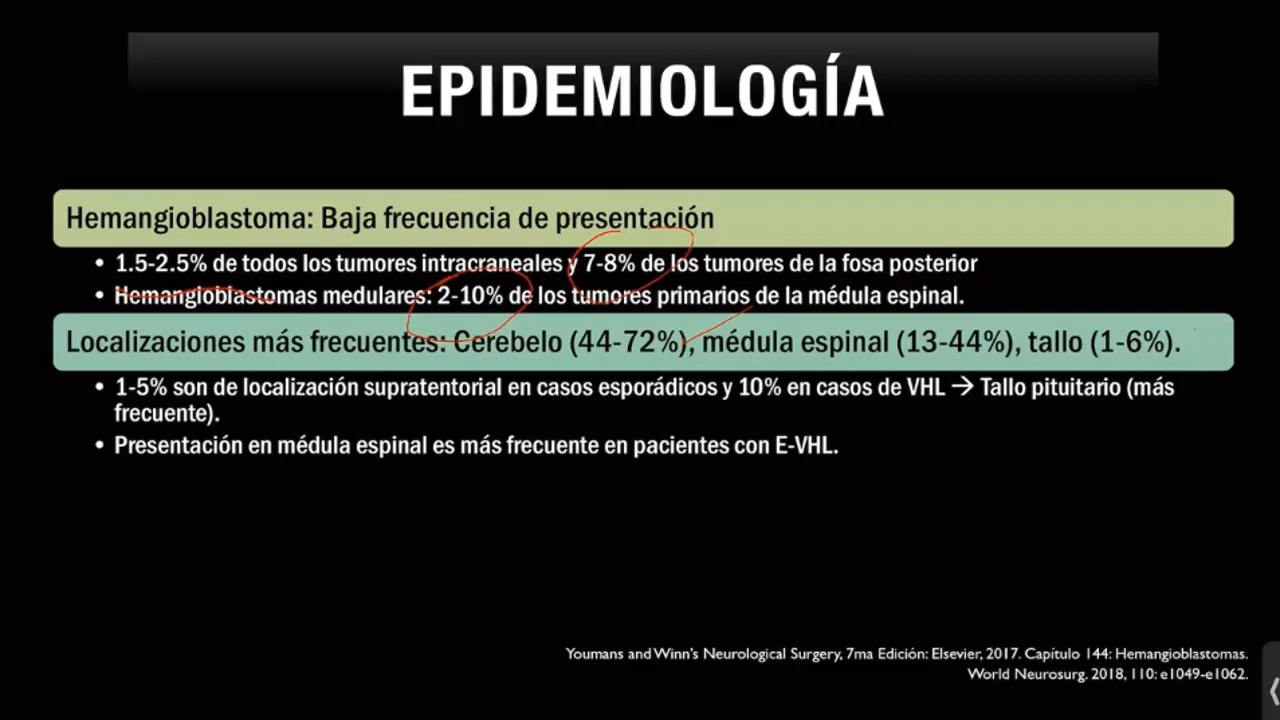 EPIDEMIOLOGÍA
Hemangioblastoma: Baja frecuencia de presentación
• 1.5-2.5% de todos los tumores intracraneales y 7-8% de los tumores de la fosa posterior
• Hemangioblastomas medulares: 2-10% de los tumores primarios de la médula espinal.
Localizaciones más frecuentes: Cerebelo (44-72%), médula espinal (13-44%), tallo (1-6%).
• 1-5% son de localización supratentorial en casos esporádicos y 10% en casos de VHL → Tallo pituitario (más
frecuente).
• Presentación en médula espinal es más frecuente en pacientes con E-VHL.
Youmans and Winn's Neurological Surgery, 7ma Edición: Elsevier, 2017. Capítulo 144: Hemangioblastomas.
World Neurosurg. 2018, 110: e1049-e1062.